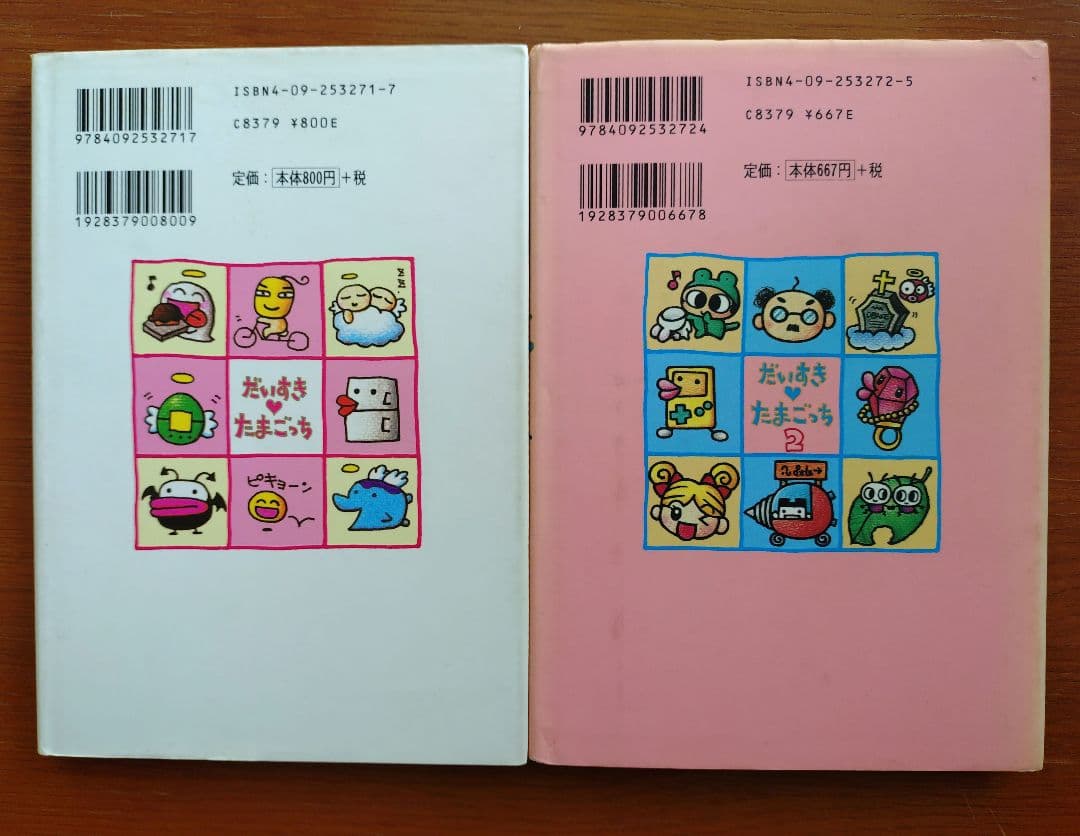 ISBN4-09-253271-7
C8379 ¥800E
9784092532717
定価：本体800円+税
1928379008009
だいすき
たまごっち
ピキョーン
ISBN4-09-253272-5
C8379 ¥667E
9784092532724
定価：本体667円+税
1928379006678
だいすき
たまごっち
2